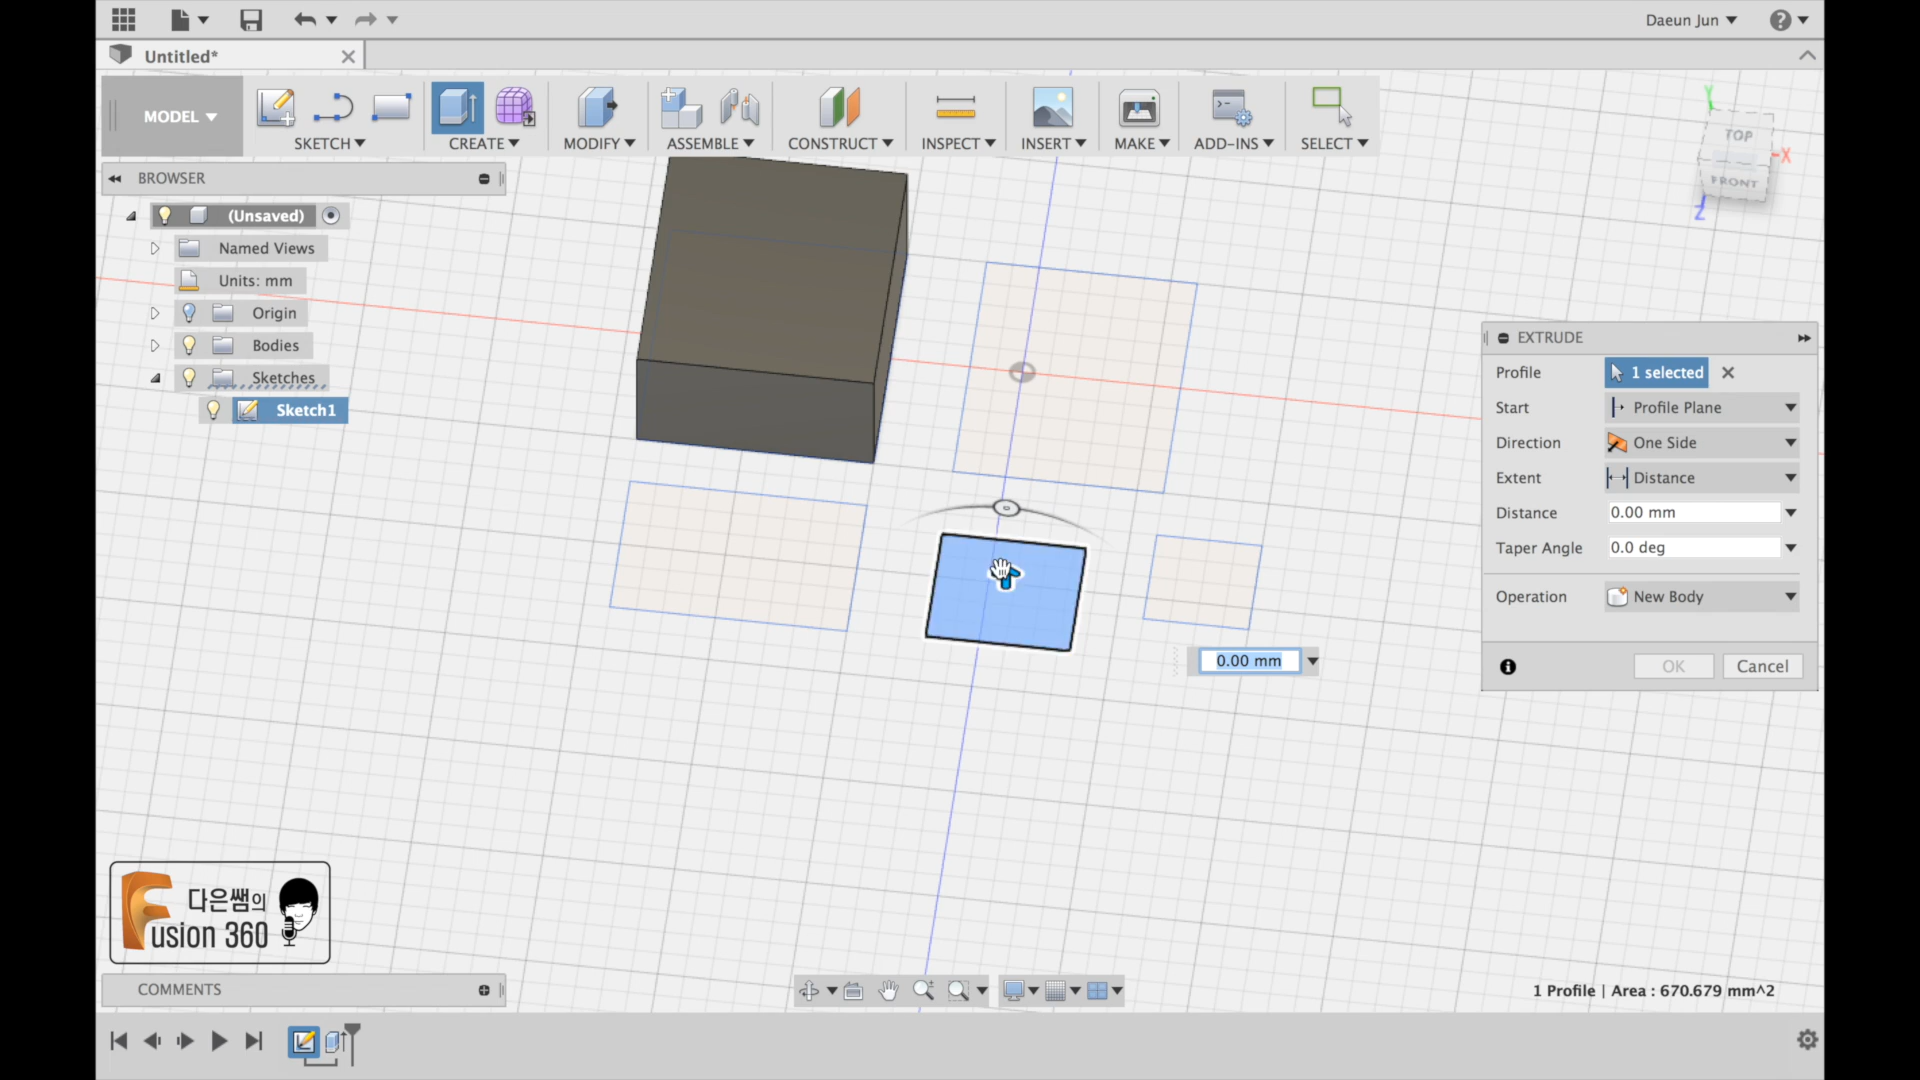 Daeun Jun
Untitled*
MODEL
SKETCH
CREATE
MODIFY
ASSEMBLE
CONSTRUCT
INSPECT
INSERT
MAKE
ADD-INS
SELECT
BROWSER
(Unsaved)
Named Views
Units: mm
Origin
Bodies
Sketches
Sketch1
Y
TOP
X
FRONT
Z
EXTRUDE
Profile
1 selected
Start
Profile Plane
Direction
One Side
Extent
Distance
Distance
0.00 mm
Taper Angle
0.0 deg
Operation
New Body
OK
Cancel
0.00 mm
다은쌤의
Fusion 360
COMMENTS
1 Profile | Area : 670.679 mm^2